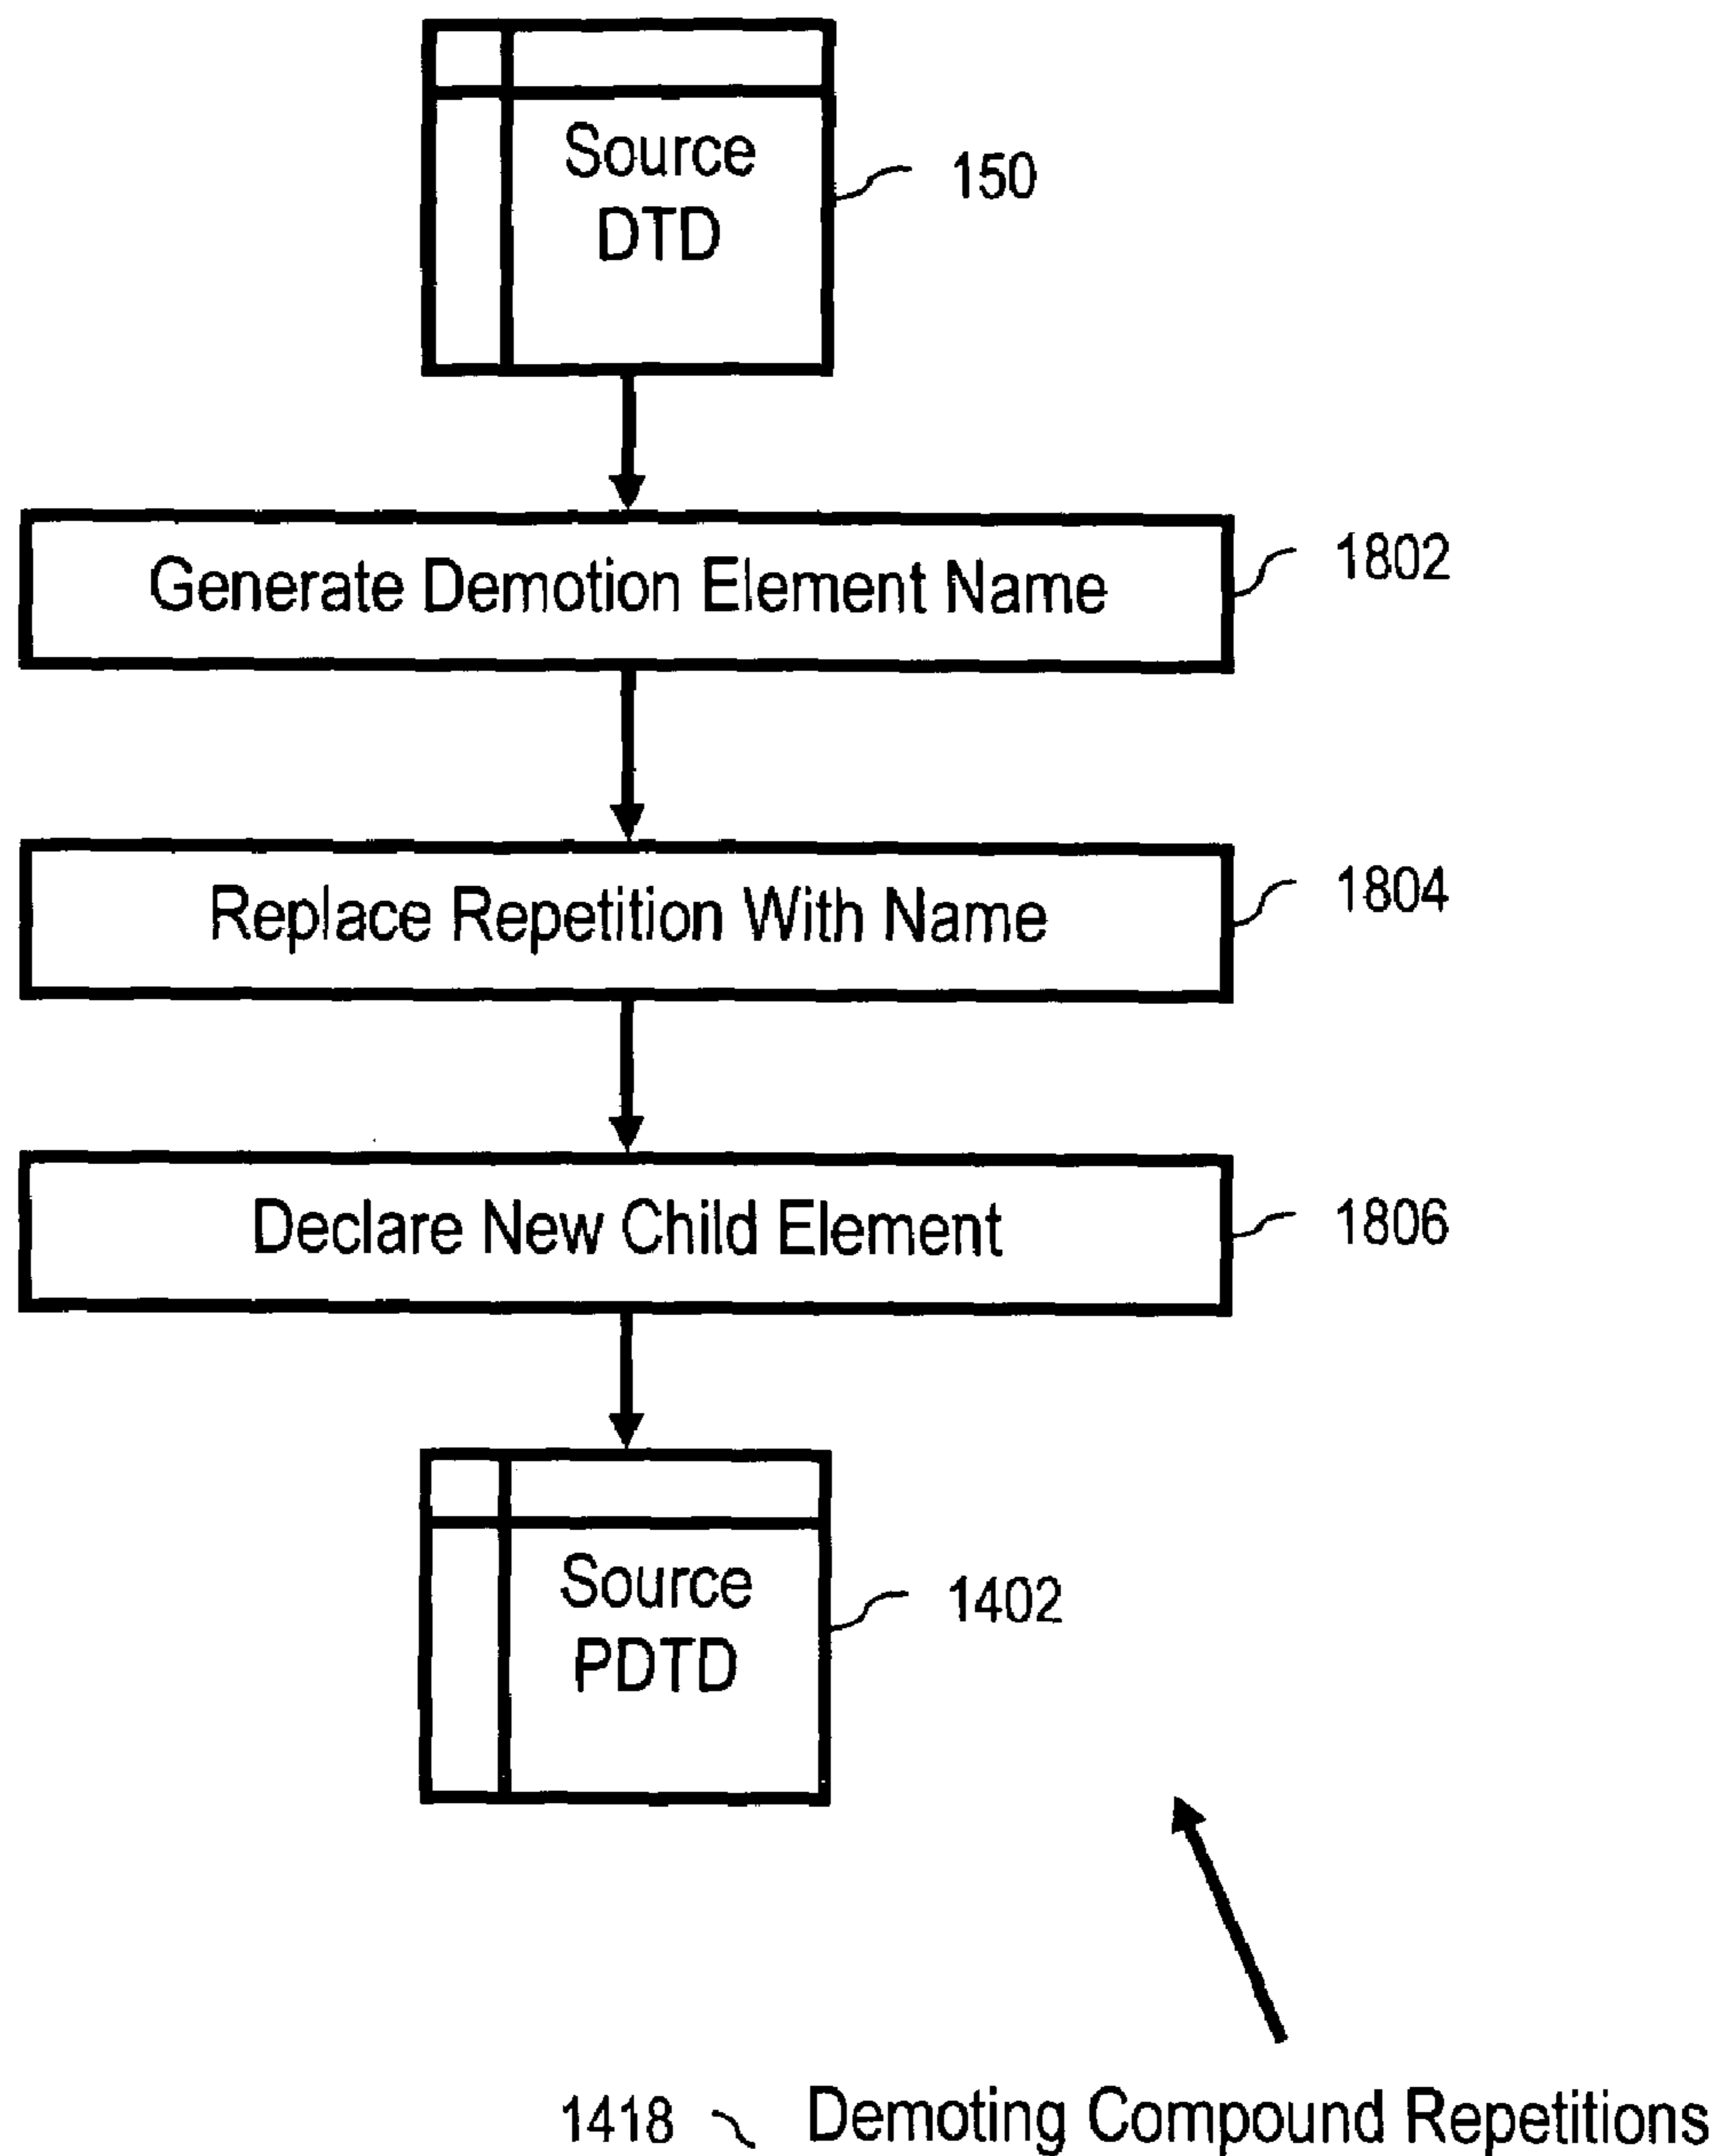 Source
DTD
150
Generate Demotion Element Name
1802
Replace Repetition With Name
1804
Declare New Child Element
1806
Source
PDTD
1402
1418 Demoting Compound Repetitions